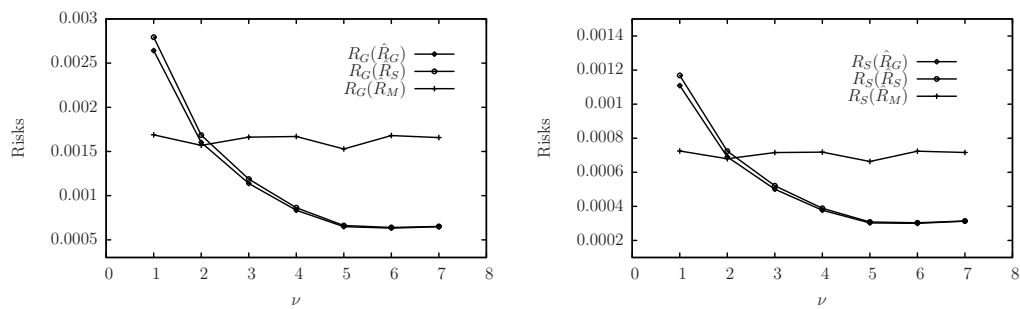 0.003
0.0025
0.002
0.0015
0.001
0.0005
Risks
R_G(R̂_G)
R_G(R̂_S)
R_G(R̂_M)
0 1 2 3 4 5 6 7 8
ν
0.0014
0.0012
0.001
0.0008
0.0006
0.0004
0.0002
Risks
R_S(R̂_G)
R_S(R̂_S)
R_S(R̂_M)
0 1 2 3 4 5 6 7 8
ν